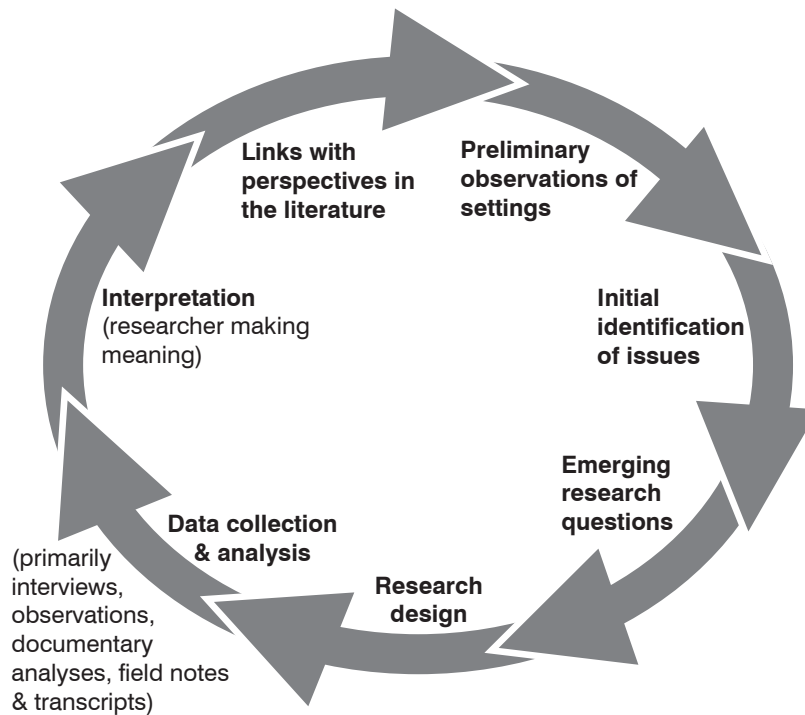 Links with
perspectives in
the literature
Preliminary
observations of
settings
Initial
identification
of issues
Emerging
research
questions
Research
design
Data collection
& analysis
(primarily
interviews,
observations,
documentary
analyses, field notes
& transcripts)
Interpretation
(researcher making
meaning)